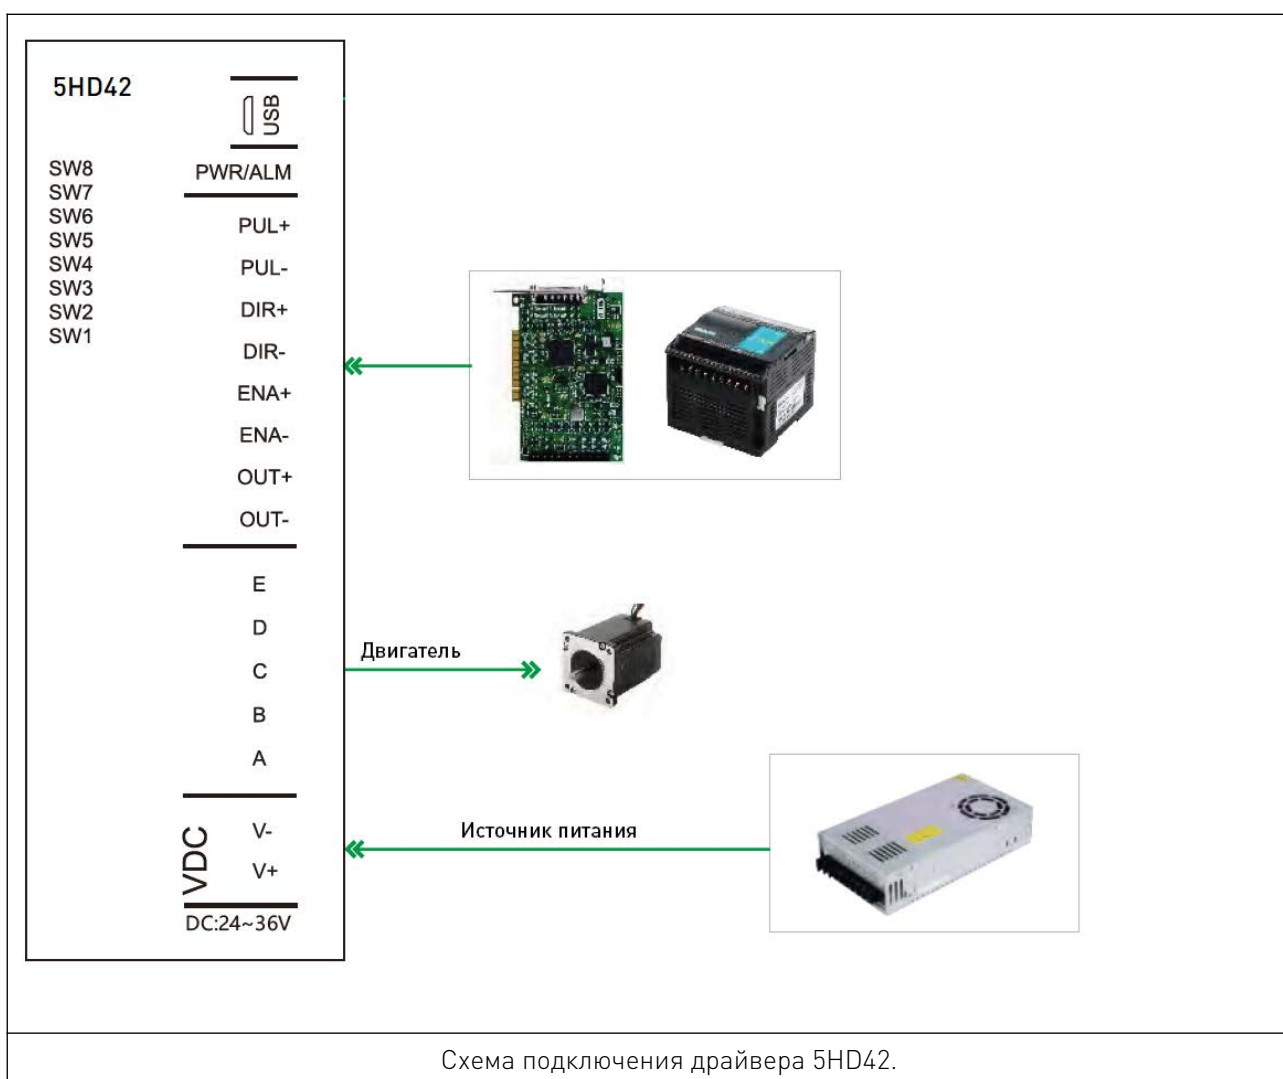 5HD42
USB
SW8
SW7
SW6
SW5
SW4
SW3
SW2
SW1
PWR/ALM
PUL+
PUL-
DIR+
DIR-
ENA+
ENA-
OUT+
OUT-
E
D
C
B
A
Двигатель
VDC
V-
V+
Источник питания
DC:24~36V
Схема подключения драйвера 5HD42.